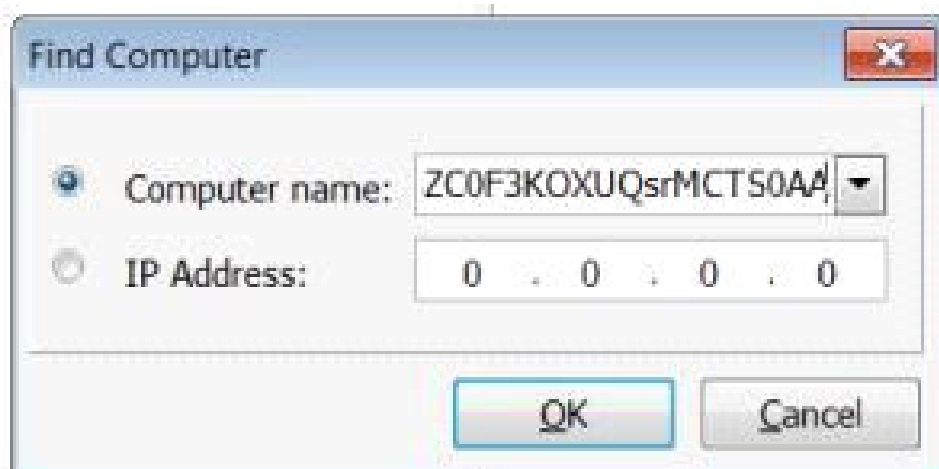 Find Computer
Computer name: ZC0F3KOXUQsrMCTS0AA
IP Address: 0 . 0 . 0 . 0
OK Cancel